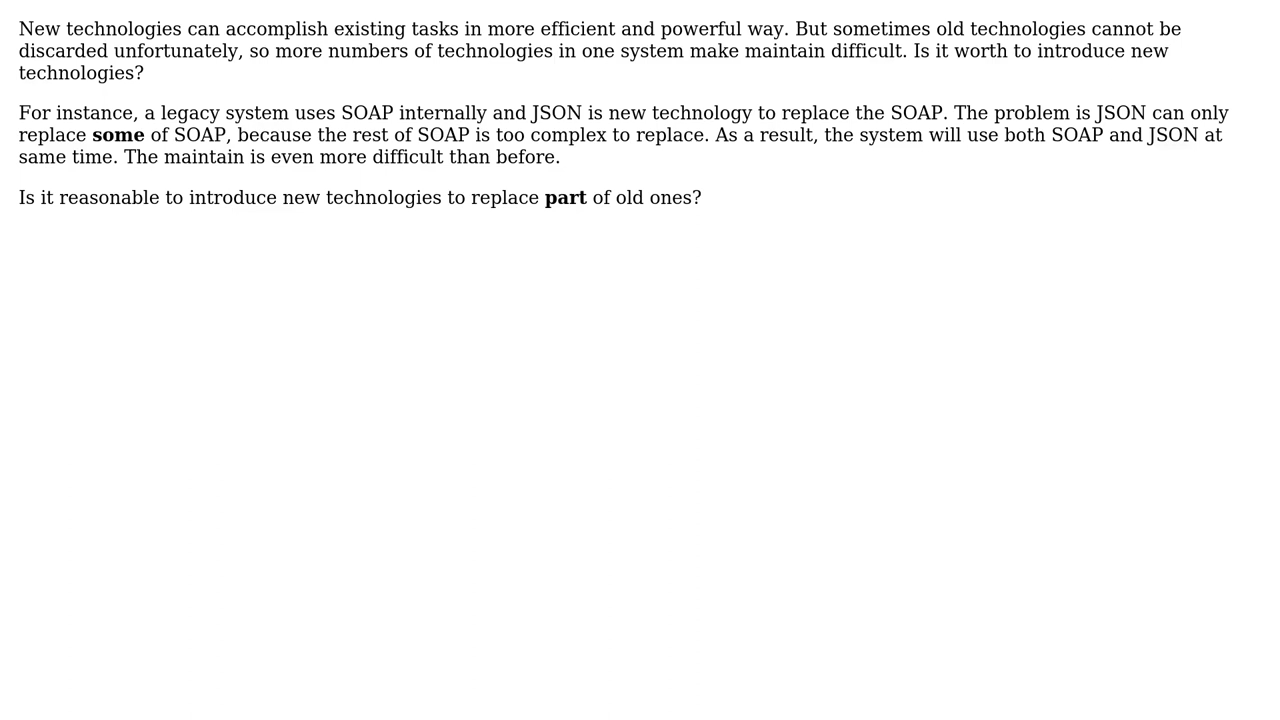 New technologies can accomplish existing tasks in more efficient and powerful way. But sometimes old technologies cannot be
discarded unfortunately, so more numbers of technologies in one system make maintain difficult. Is it worth to introduce new
technologies?
For instance, a legacy system uses SOAP internally and JSON is new technology to replace the SOAP. The problem is JSON can only
replace some of SOAP, because the rest of SOAP is too complex to replace. As a result, the system will use both SOAP and JSON at
same time. The maintain is even more difficult than before.
Is it reasonable to introduce new technologies to replace part of old ones?